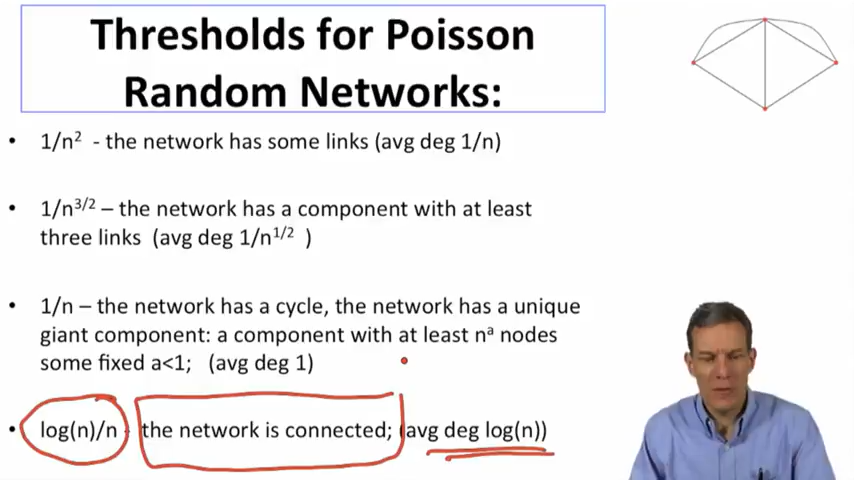 Thresholds for Poisson
Random Networks:
• 1/n² - the network has some links (avg deg 1/n)
• 1/n³/² – the network has a component with at least
three links (avg deg 1/n¹/² )
• 1/n – the network has a cycle, the network has a unique
giant component: a component with at least nᵃ nodes
some fixed a<1; (avg deg 1)
• log(n)/n - the network is connected; (avg deg log(n))